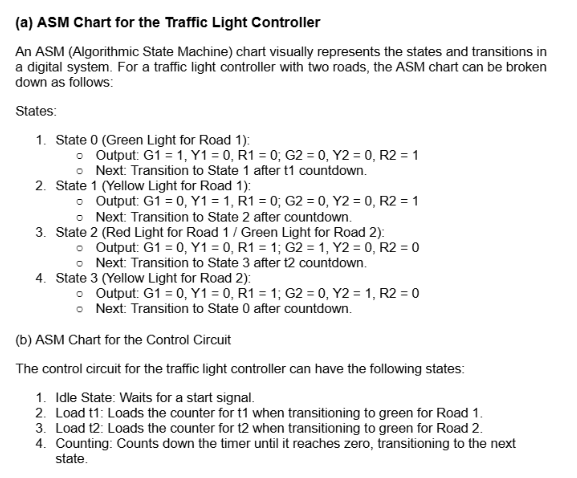 (a) ASM Chart for the Traffic Light Controller
An ASM (Algorithmic State Machine) chart visually represents the states and transitions in
a digital system. For a traffic light controller with two roads, the ASM chart can be broken
down as follows:
States:
1. State 0 (Green Light for Road 1):
○ Output: G1 = 1, Y1 = 0, R1 = 0; G2 = 0, Y2 = 0, R2 = 1
○ Next: Transition to State 1 after t1 countdown.
2. State 1 (Yellow Light for Road 1):
○ Output: G1 = 0, Y1 = 1, R1 = 0; G2 = 0, Y2 = 0, R2 = 1
○ Next: Transition to State 2 after countdown.
3. State 2 (Red Light for Road 1 / Green Light for Road 2):
○ Output: G1 = 0, Y1 = 0, R1 = 1; G2 = 1, Y2 = 0, R2 = 0
○ Next: Transition to State 3 after t2 countdown.
4. State 3 (Yellow Light for Road 2):
○ Output: G1 = 0, Y1 = 0, R1 = 1; G2 = 0, Y2 = 1, R2 = 0
○ Next: Transition to State 0 after countdown.
(b) ASM Chart for the Control Circuit
The control circuit for the traffic light controller can have the following states:
1. Idle State: Waits for a start signal.
2. Load t1: Loads the counter for t1 when transitioning to green for Road 1.
3. Load t2: Loads the counter for t2 when transitioning to green for Road 2.
4. Counting: Counts down the timer until it reaches zero, transitioning to the next
state.